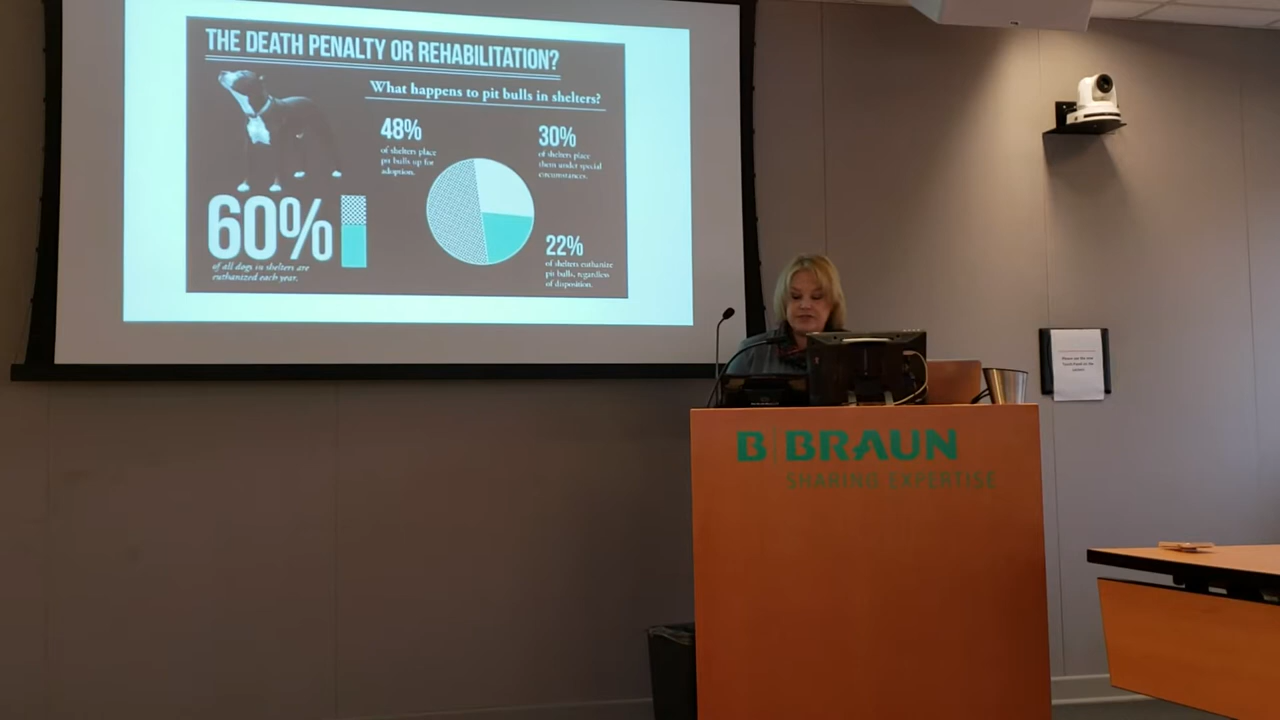 THE DEATH PENALTY OR REHABILITATION?
What happens to pit bulls in shelters?
48%
of shelters place
pit bulls up for
adoption.
30%
of shelters place
them under special
circumstances.
60%
of all dogs in shelters are
euthanized each year.
22%
of shelters euthanize
pit bulls, regardless
of disposition.
B BRAUN
SHARING EXPERTISE